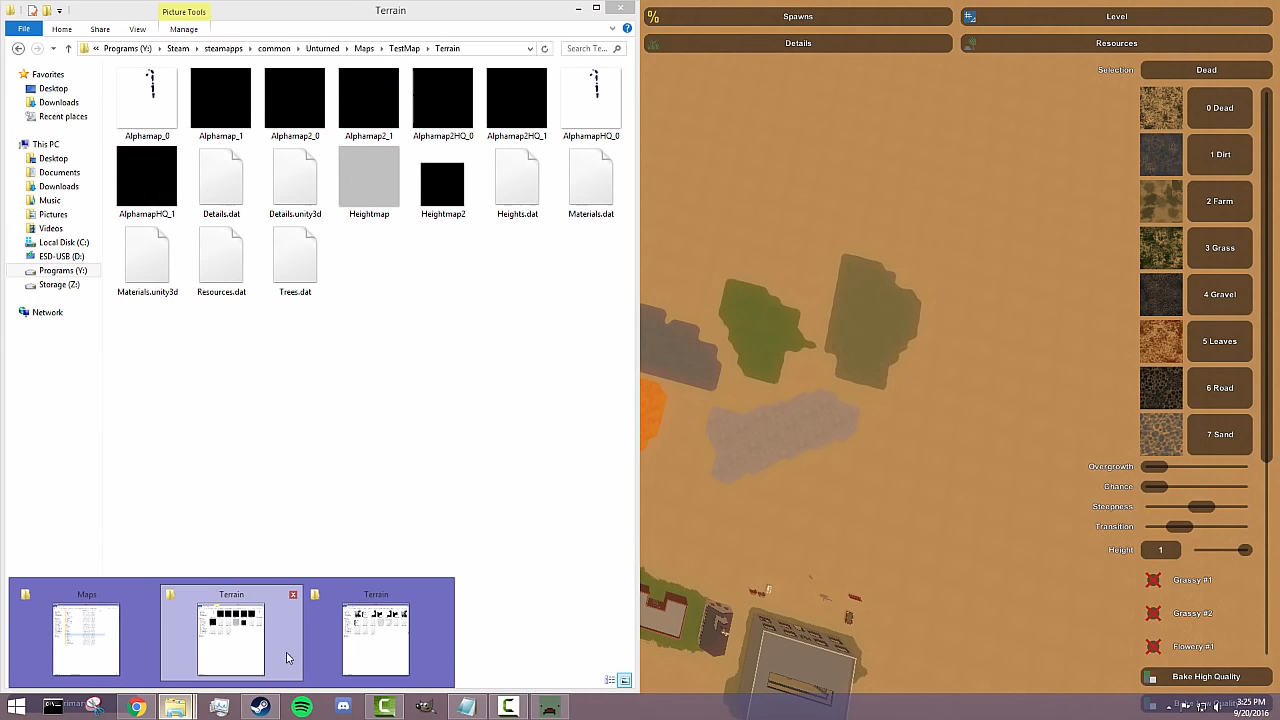 Picture Tools
Terrain
File
Home
Share
View
Manage
« Programs (Y:) ▸ Steam ▸ steamapps ▸ common ▸ Unturned ▸ Maps ▸ TestMap ▸ Terrain
Search Te...
Favorites
Desktop
Downloads
Recent places
This PC
Desktop
Documents
Downloads
Music
Pictures
Videos
Local Disk (C:)
ESD-USB (D:)
Programs (Y:)
Storage (Z:)
Network
Alphamap_0
Alphamap_1
Alphamap2_0
Alphamap2_1
Alphamap2HQ_0
Alphamap2HQ_1
AlphamapHQ_0
AlphamapHQ_1
Details.dat
Details.unity3d
Heightmap
Heightmap2
Heights.dat
Materials.dat
Materials.unity3d
Resources.dat
Trees.dat
Maps
Terrain
Terrain
Spawns
Level
Details
Resources
Selection
Dead
0 Dead
1 Dirt
2 Farm
3 Grass
4 Gravel
5 Leaves
6 Road
7 Sand
Overgrowth
Chance
Steepness
Transition
Height
1
Grassy #1
Grassy #2
Flowery #1
Bake High Quality
3:25 PM
9/20/2016